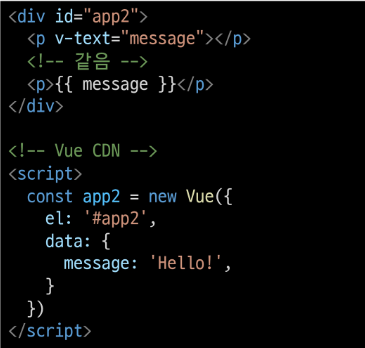 <div id="app2">
  <p v-text="message"></p>
  <!-- 같음 -->
  <p>{{ message }}</p>
</div>

<!-- Vue CDN -->
<script>
  const app2 = new Vue({
    el: '#app2',
    data: {
      message: 'Hello!',
    }
  })
</script>